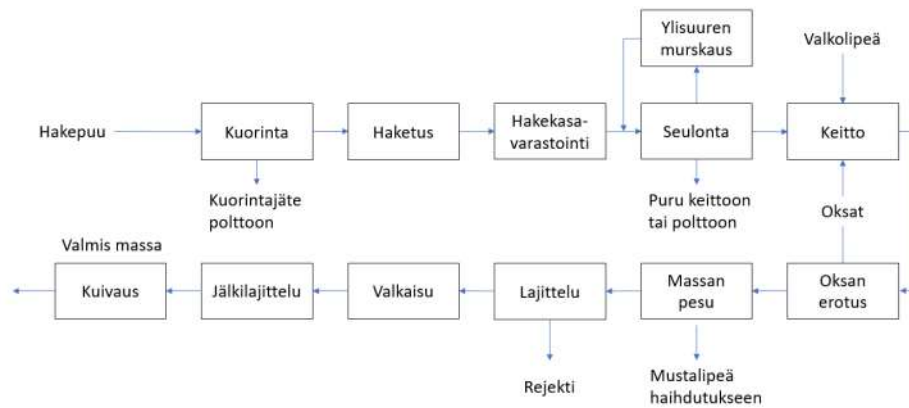 Ylisuuren
murskaus
Valkolipeä
Hakepuu
Kuorinta
Haketus
Hakekasa-
varastointi
Seulonta
Keitto
Kuorintajäte
polttoon
Puru keittoon
tai polttoon
Oksat
Valmis massa
Kuivaus
Jälkilajittelu
Valkaisu
Lajittelu
Massan
pesu
Oksan
erotus
Rejekti
Mustalipeä
haihdutukseen